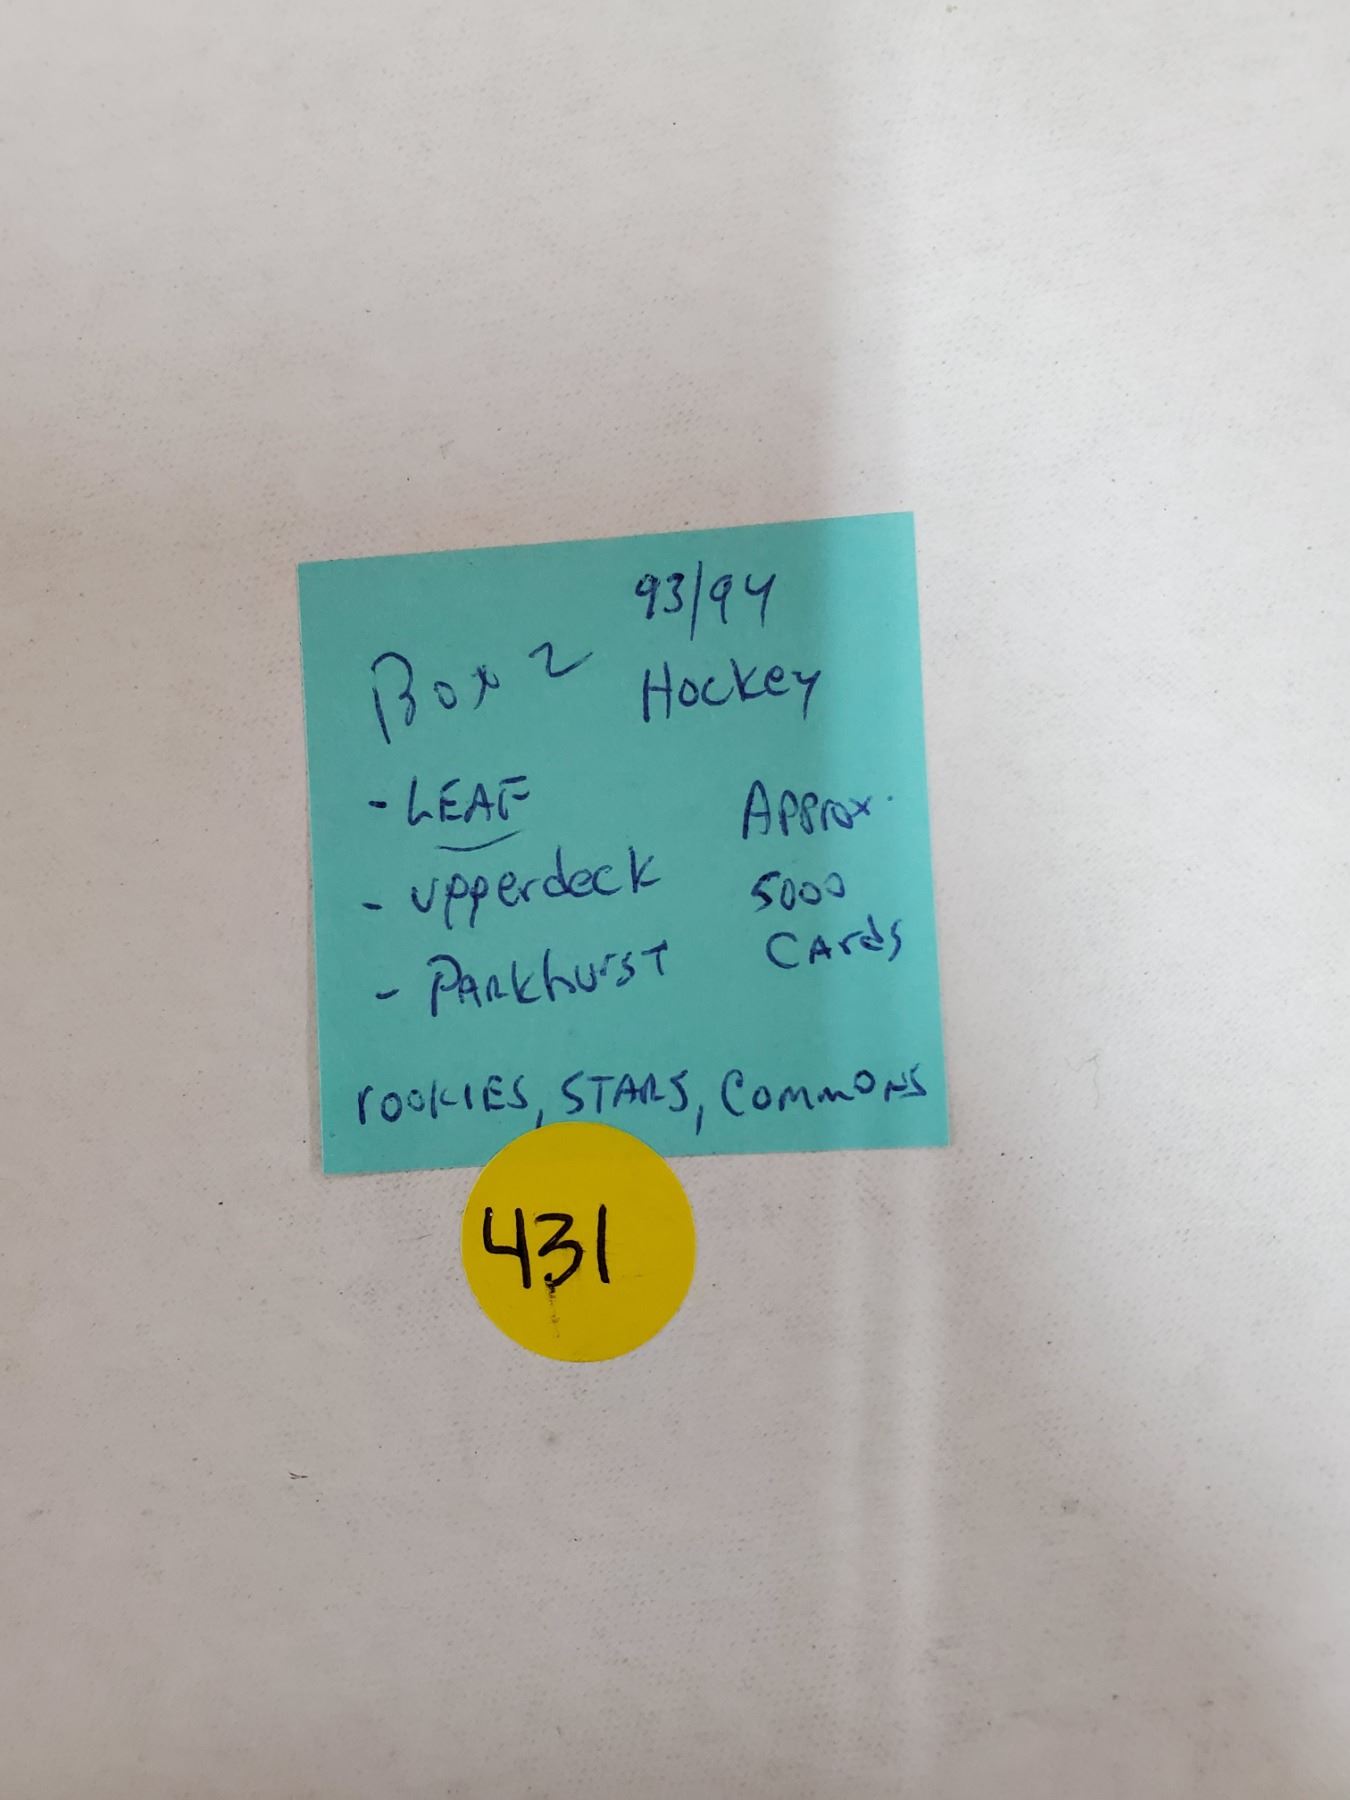 93/94
Box 2 Hockey
- LEAF
Approx.
- upperdeck
5000
- PARKhURST
CArds
rookIES, STARS, CommONS
431